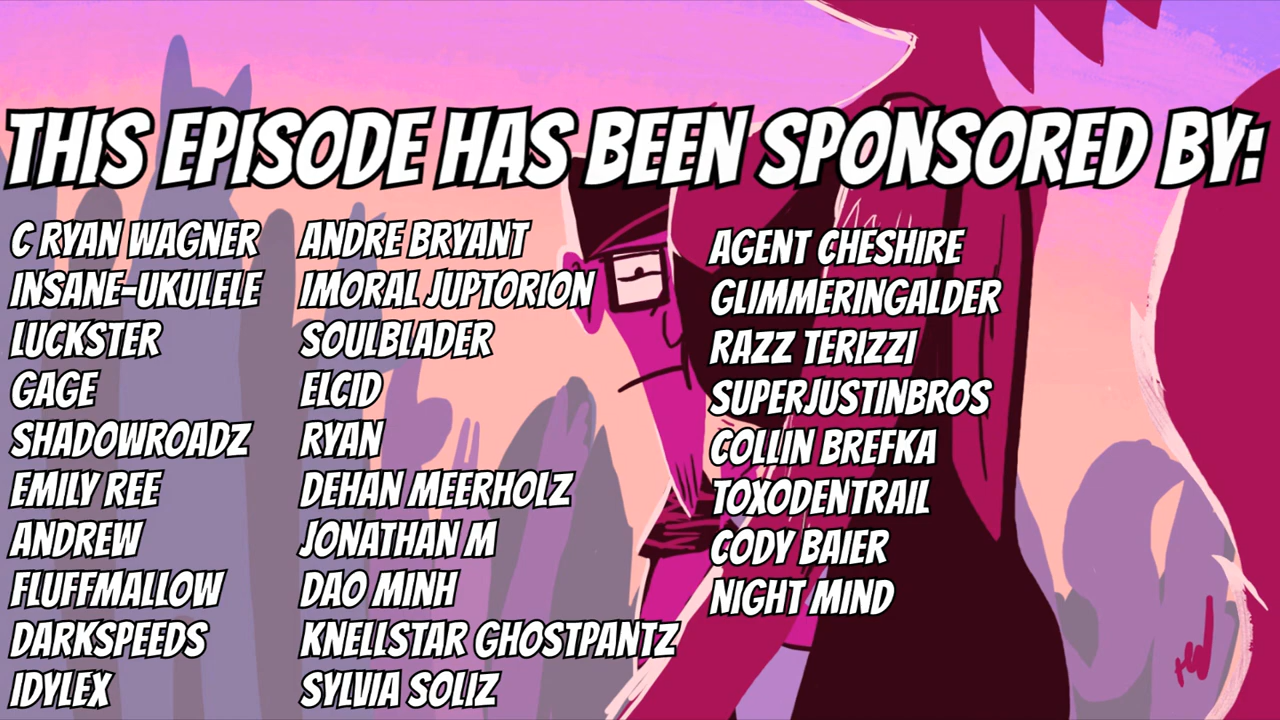 THIS EPISODE HAS BEEN SPONSORED BY:
C RYAN WAGNER
INSANE-UKULELE
LUCKSTER
GAGE
SHADOWROADZ
EMILY REE
ANDREW
FLUFFMALLOW
DARKSPEEDS
IDYLEX
ANDRE BRYANT
IMORAL JUPTORION
SOULBLADER
ELCID
RYAN
DEHAN MEERHOLZ
JONATHAN M
DAO MINH
KNELLSTAR GHOSTPANTZ
SYLVIA SOLIZ
AGENT CHESHIRE
GLIMMERINGALDER
RAZZ TERIZZI
SUPERJUSTINBROS
COLLIN BREFKA
TOXODENTRAIL
CODY BAIER
NIGHT MIND